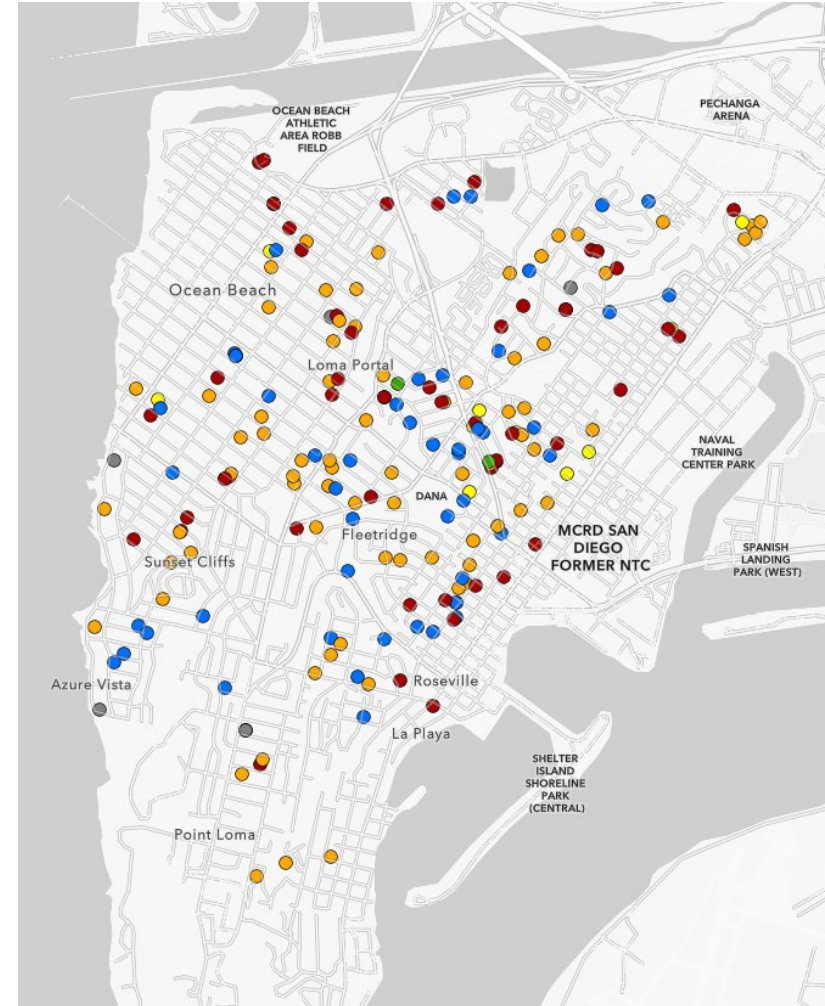 PECHANGA
ARENA
OCEAN BEACH
ATHLETIC
AREA ROBB
FIELD
Ocean Beach
Loma Portal
NAVAL
TRAINING
CENTER PARK
DANA
Fleetridge
MCRD SAN
DIEGO
FORMER NTC
SPANISH
LANDING
PARK (WEST)
Sunset Cliffs
Azure Vista
Roseville
La Playa
SHELTER
ISLAND
SHORELINE
PARK
(CENTRAL)
Point Loma